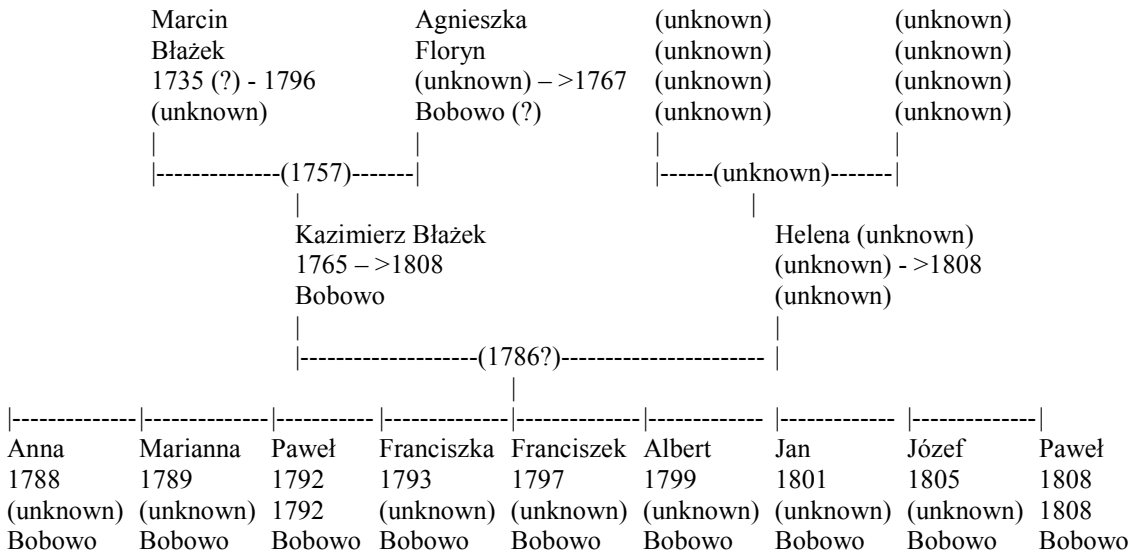 Marcin Agnieszka (unknown) (unknown)
Błażek Floryn (unknown) (unknown)
1735 (?) - 1796 (unknown) – >1767 (unknown) (unknown)
(unknown) Bobowo (?) (unknown) (unknown)
| | | |
|--------------(1757)-------| |------(unknown)-------|
| |
Kazimierz Błażek Helena (unknown)
1765 – >1808 (unknown) - >1808
Bobowo (unknown)
| |
|--------------------(1786?)----------------------- |
|
|--------------|--------------|----------- |--------------|--------------|------------- |------------- |--------------|
Anna Marianna Paweł Franciszka Franciszek Albert Jan Józef Paweł
1788 1789 1792 1793 1797 1799 1801 1805 1808
(unknown) (unknown) 1792 (unknown) (unknown) (unknown) (unknown) (unknown) 1808
Bobowo Bobowo Bobowo Bobowo Bobowo Bobowo Bobowo Bobowo Bobowo